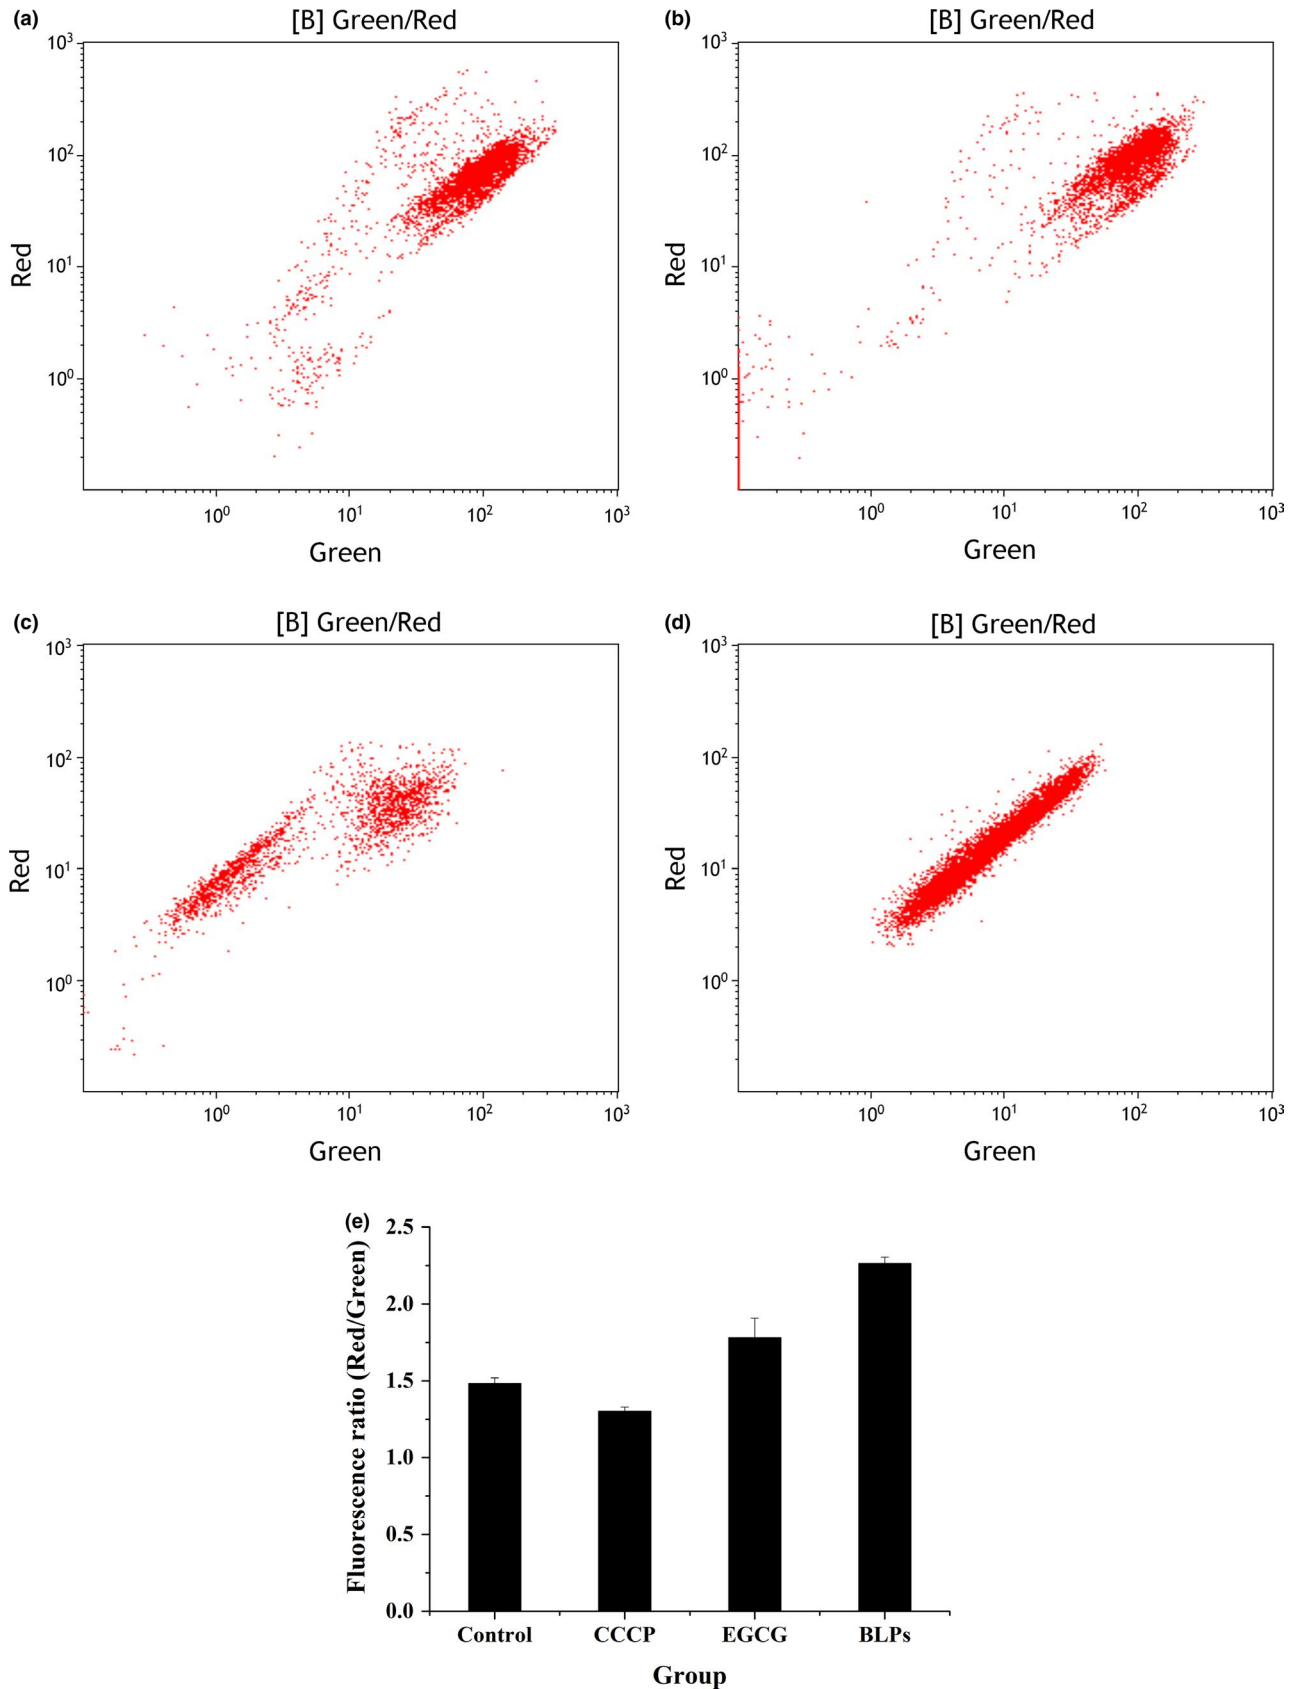 (a) [B] Green/Red
10³
10²
10¹
10⁰
Red
10⁰ 10¹ 10² 10³
Green
(b) [B] Green/Red
10³
10²
10¹
10⁰
Red
10⁰ 10¹ 10² 10³
Green
(c) [B] Green/Red
10³
10²
10¹
10⁰
Red
10⁰ 10¹ 10² 10³
Green
(d) [B] Green/Red
10³
10²
10¹
10⁰
Red
10⁰ 10¹ 10² 10³
Green
(e)
Fluorescence ratio (Red/Green)
2.5
2.0
1.5
1.0
0.5
0.0
Control CCCP EGCG BLPs
Group